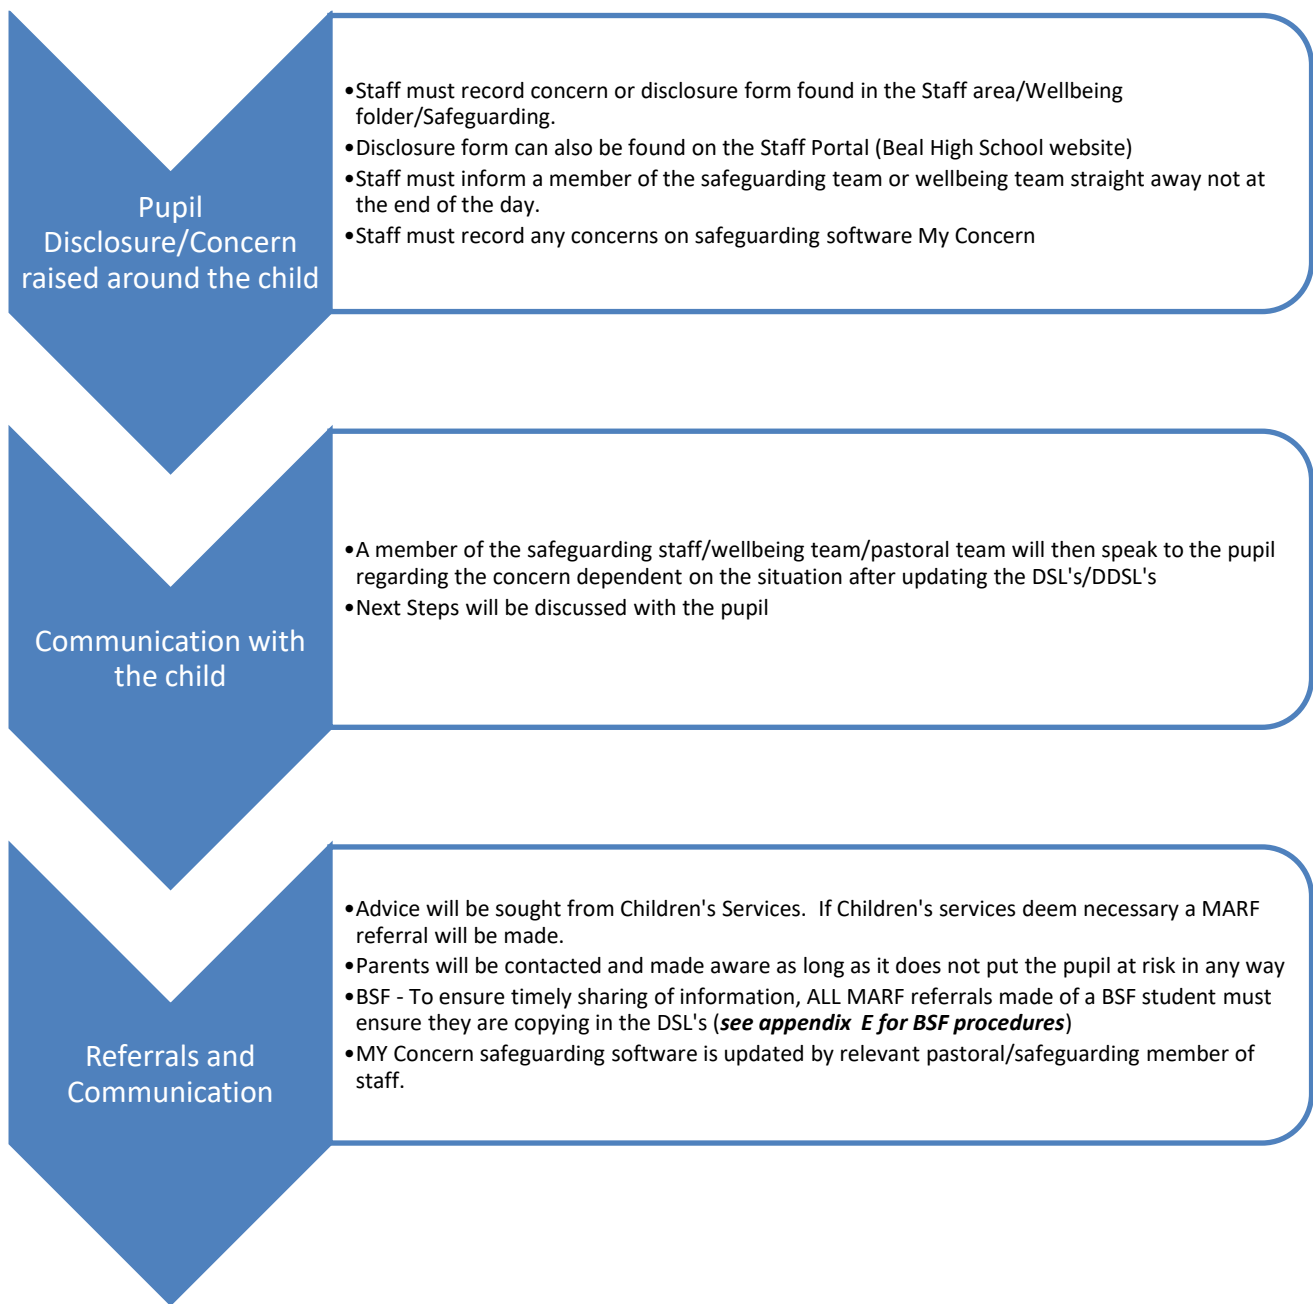 Pupil
Disclosure/Concern
raised around the child
•Staff must record concern or disclosure form found in the Staff area/Wellbeing
folder/Safeguarding.
•Disclosure form can also be found on the Staff Portal (Beal High School website)
•Staff must inform a member of the safeguarding team or wellbeing team straight away not at
the end of the day.
•Staff must record any concerns on safeguarding software My Concern
Communication with
the child
•A member of the safeguarding staff/wellbeing team/pastoral team will then speak to the pupil
regarding the concern dependent on the situation after updating the DSL's/DDSL's
•Next Steps will be discussed with the pupil
Referrals and
Communication
•Advice will be sought from Children's Services.  If Children's services deem necessary a MARF
referral will be made.
•Parents will be contacted and made aware as long as it does not put the pupil at risk in any way
•BSF - To ensure timely sharing of information, ALL MARF referrals made of a BSF student must
ensure they are copying in the DSL's (see appendix  E for BSF procedures)
•MY Concern safeguarding software is updated by relevant pastoral/safeguarding member of
staff.